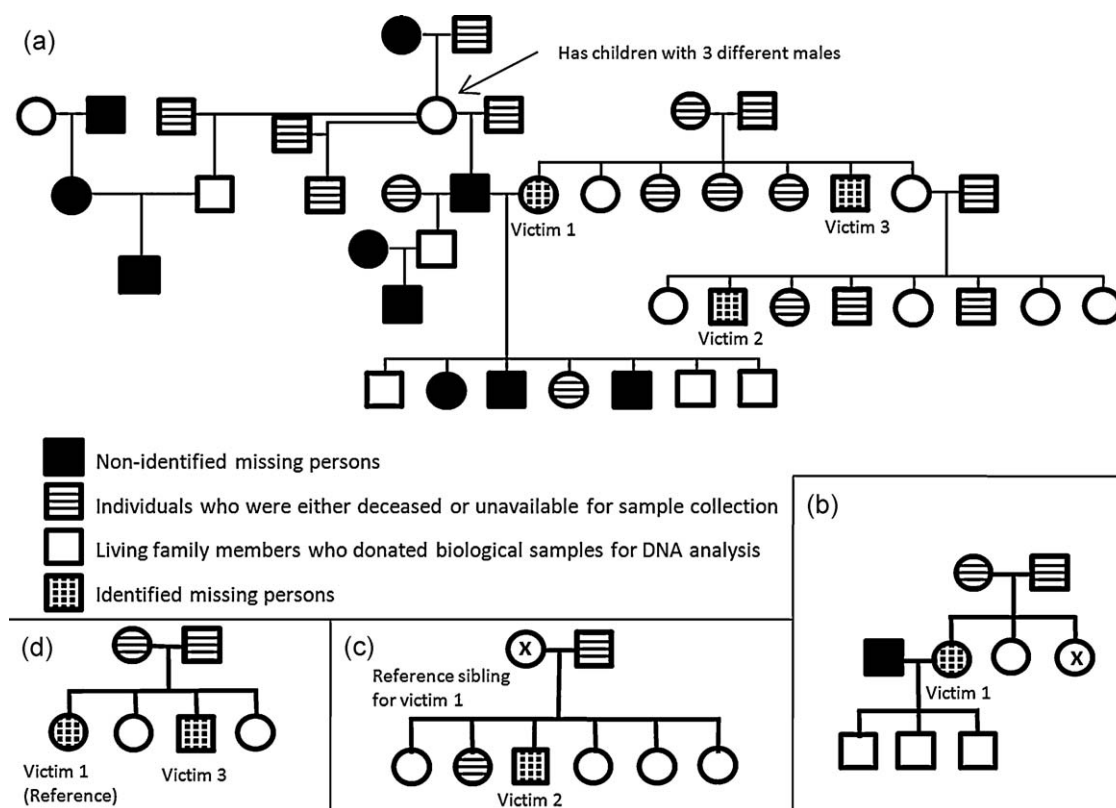 (a)
Has children with 3 different males
Victim 1
Victim 3
Victim 2
Non-identified missing persons
Individuals who were either deceased or unavailable for sample collection
Living family members who donated biological samples for DNA analysis
Identified missing persons
(b)
Victim 1
x
(d)
Victim 1
(Reference)
Victim 3
(c)
x
Reference sibling
for victim 1
Victim 2